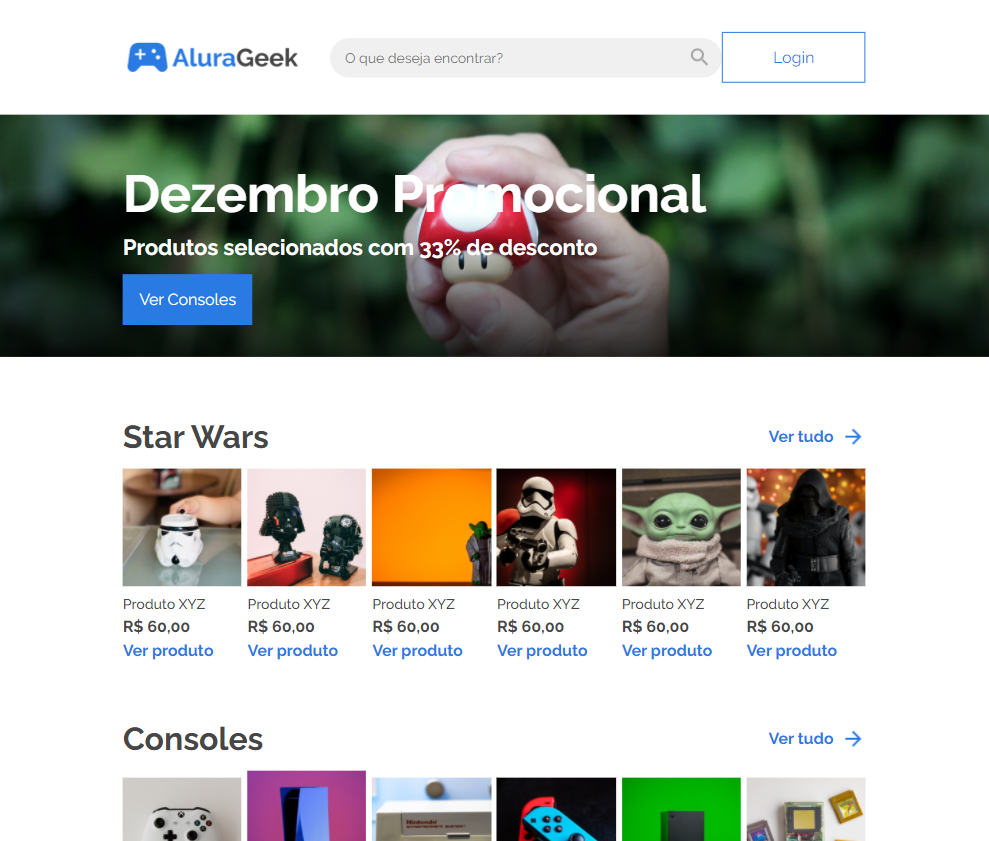 AluraGeek
O que deseja encontrar?
Login
Dezembro Promocional
Produtos selecionados com 33% de desconto
Ver Consoles
Star Wars
Ver tudo
Produto XYZ Produto XYZ Produto XYZ Produto XYZ Produto XYZ Produto XYZ
R$ 60,00 R$ 60,00 R$ 60,00 R$ 60,00 R$ 60,00 R$ 60,00
Ver produto Ver produto Ver produto Ver produto Ver produto Ver produto
Consoles
Ver tudo
Nintendo